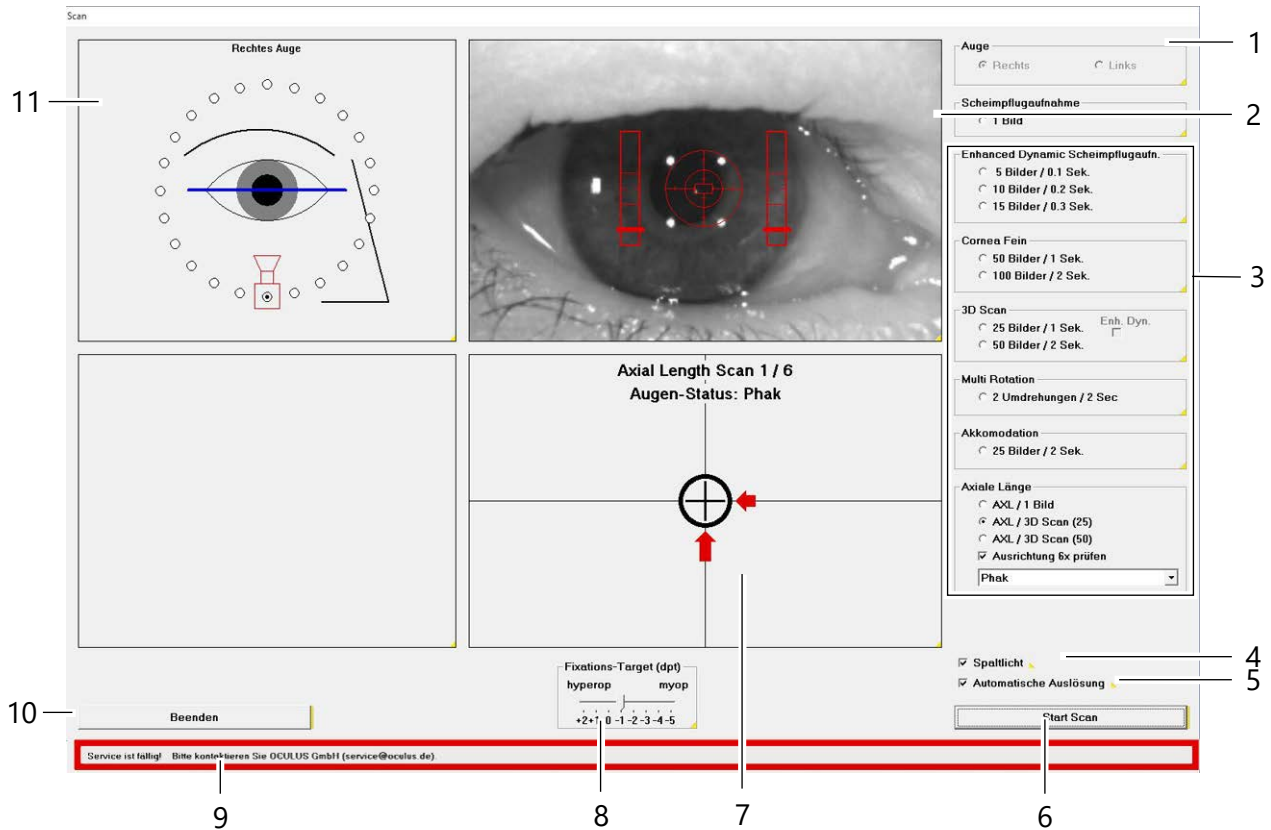 Scan
Rechtes Auge
Auge
Rechts Links
Scheimpflugaufnahme
1 Bild
Enhanced Dynamic Scheimpflugaufn.
5 Bilder / 0.1 Sek.
10 Bilder / 0.2 Sek.
15 Bilder / 0.3 Sek.
Cornea Fein
50 Bilder / 1 Sek.
100 Bilder / 2 Sek.
3D Scan
25 Bilder / 1 Sek. Enh. Dyn.
50 Bilder / 2 Sek.
Multi Rotation
2 Umdrehungen / 2 Sec
Akkomodation
25 Bilder / 2 Sek.
Axiale Länge
AXL / 1 Bild
AXL / 3D Scan (25)
AXL / 3D Scan (50)
Ausrichtung 6x prüfen
Phak
Axial Length Scan 1 / 6
Augen-Status: Phak
Fixations-Target (dpt)
hyperop myop
+2 +1 0 -1 -2 -3 -4 -5
Spaltlicht
Automatische Auslösung
Beenden
Start Scan
Service ist fällig! Bitte kontaktieren Sie OCULUS GmbH (service@oculus.de).
1
2
3
4
5
6
7
8
9
10
11